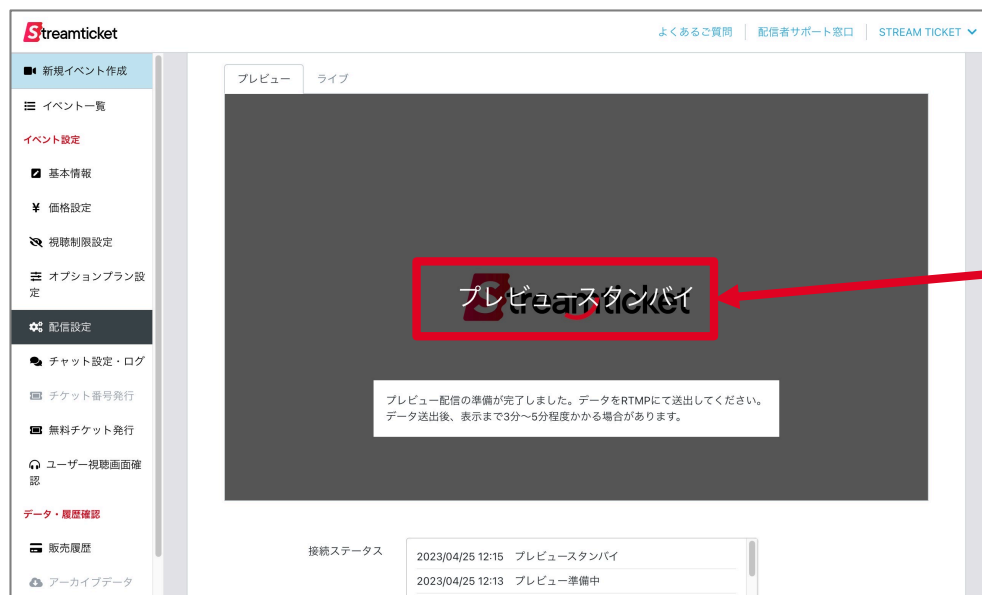 Streamticket
よくあるご質問
配信者サポート窓口
STREAM TICKET
新規イベント作成
イベント一覧
イベント設定
基本情報
価格設定
視聴制限設定
オプションプラン設
定
配信設定
チャット設定・ログ
チケット番号発行
無料チケット発行
ユーザー視聴画面確
認
データ・履歴確認
販売履歴
アーカイブデータ
プレビュー
ライブ
Streamticket
プレビュースタンバイ
プレビュー配信の準備が完了しました。データをRTMPにて送出してください。
データ送出後、表示まで3分〜5分程度かかる場合があります。
接続ステータス
2023/04/25 12:15 プレビュースタンバイ
2023/04/25 12:13 プレビュー準備中